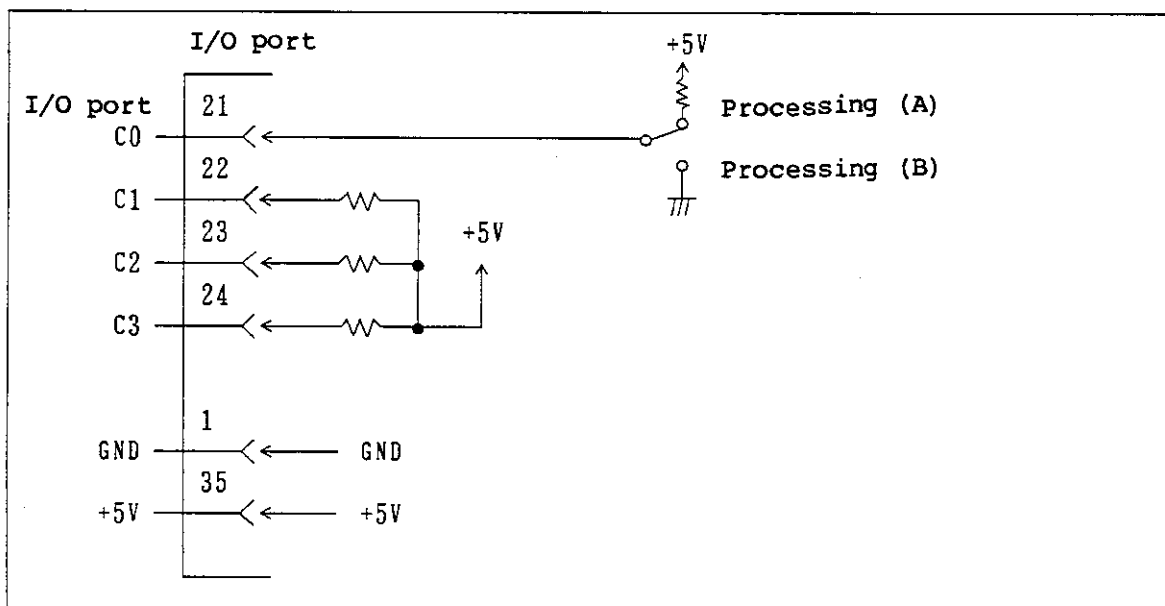 I/O port
+5V
I/O port
21
Processing (A)
C0
22
Processing (B)
C1
23
+5V
C2
24
C3
1
GND
GND
35
+5V
+5V